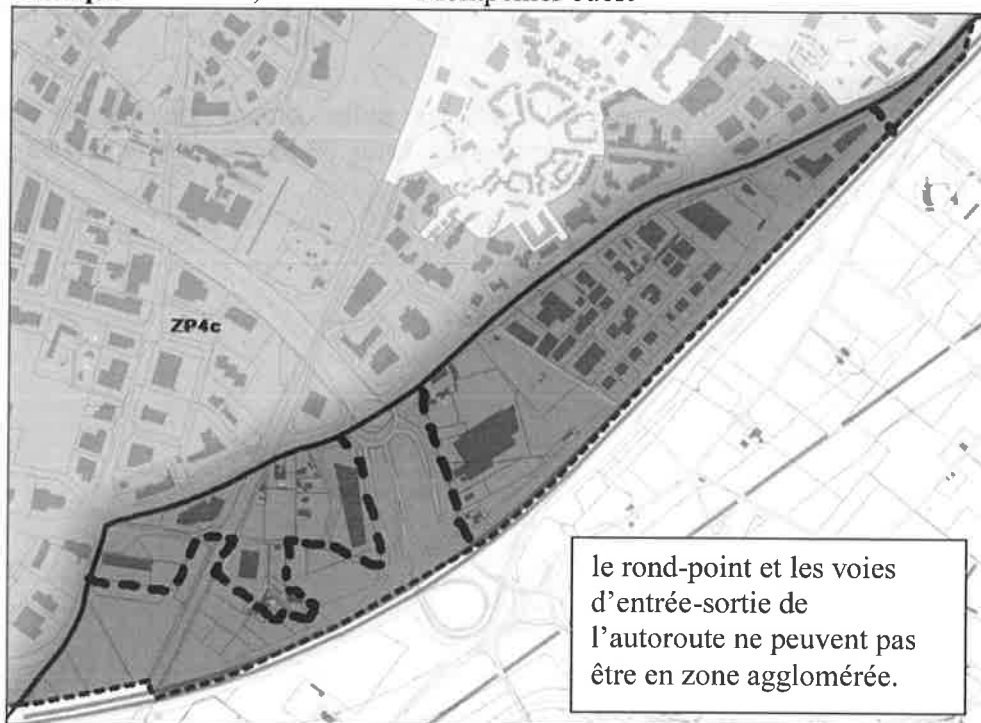 ZP4c
le rond-point et les voies
d'entrée-sortie de
l'autoroute ne peuvent pas
être en zone agglomérée.